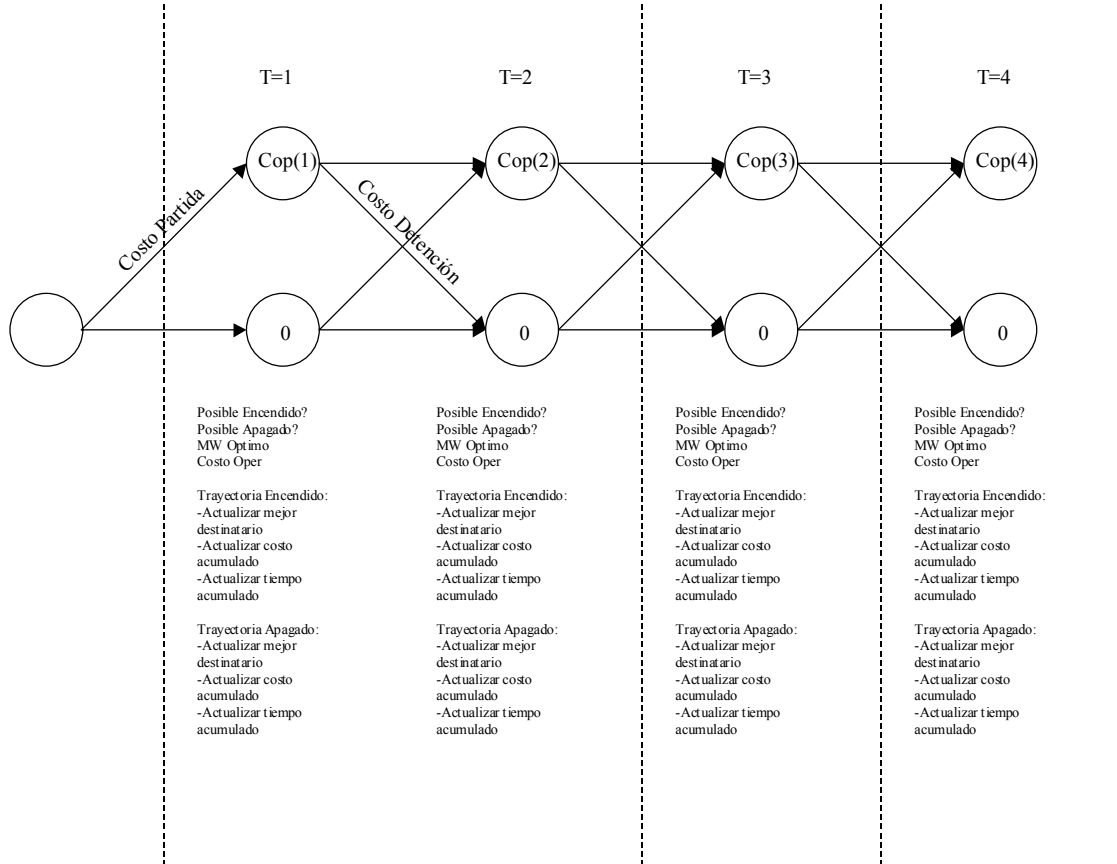 T=1
T=2
T=3
T=4
Cop(1)
Cop(2)
Cop(3)
Cop(4)
Costo Partida
Costo Detención
0
0
0
0
Posible Encendido?
Posible Apagado?
MW Optimo
Costo Oper
Trayectoria Encendido:
-Actualizar mejor
destinatario
-Actualizar costo
acumulado
-Actualizar tiempo
acumulado
Trayectoria Apagado:
-Actualizar mejor
destinatario
-Actualizar costo
acumulado
-Actualizar tiempo
acumulado
Posible Encendido?
Posible Apagado?
MW Optimo
Costo Oper
Trayectoria Encendido:
-Actualizar mejor
destinatario
-Actualizar costo
acumulado
-Actualizar tiempo
acumulado
Trayectoria Apagado:
-Actualizar mejor
destinatario
-Actualizar costo
acumulado
-Actualizar tiempo
acumulado
Posible Encendido?
Posible Apagado?
MW Optimo
Costo Oper
Trayectoria Encendido:
-Actualizar mejor
destinatario
-Actualizar costo
acumulado
-Actualizar tiempo
acumulado
Trayectoria Apagado:
-Actualizar mejor
destinatario
-Actualizar costo
acumulado
-Actualizar tiempo
acumulado
Posible Encendido?
Posible Apagado?
MW Optimo
Costo Oper
Trayectoria Encendido:
-Actualizar mejor
destinatario
-Actualizar costo
acumulado
-Actualizar tiempo
acumulado
Trayectoria Apagado:
-Actualizar mejor
destinatario
-Actualizar costo
acumulado
-Actualizar tiempo
acumulado